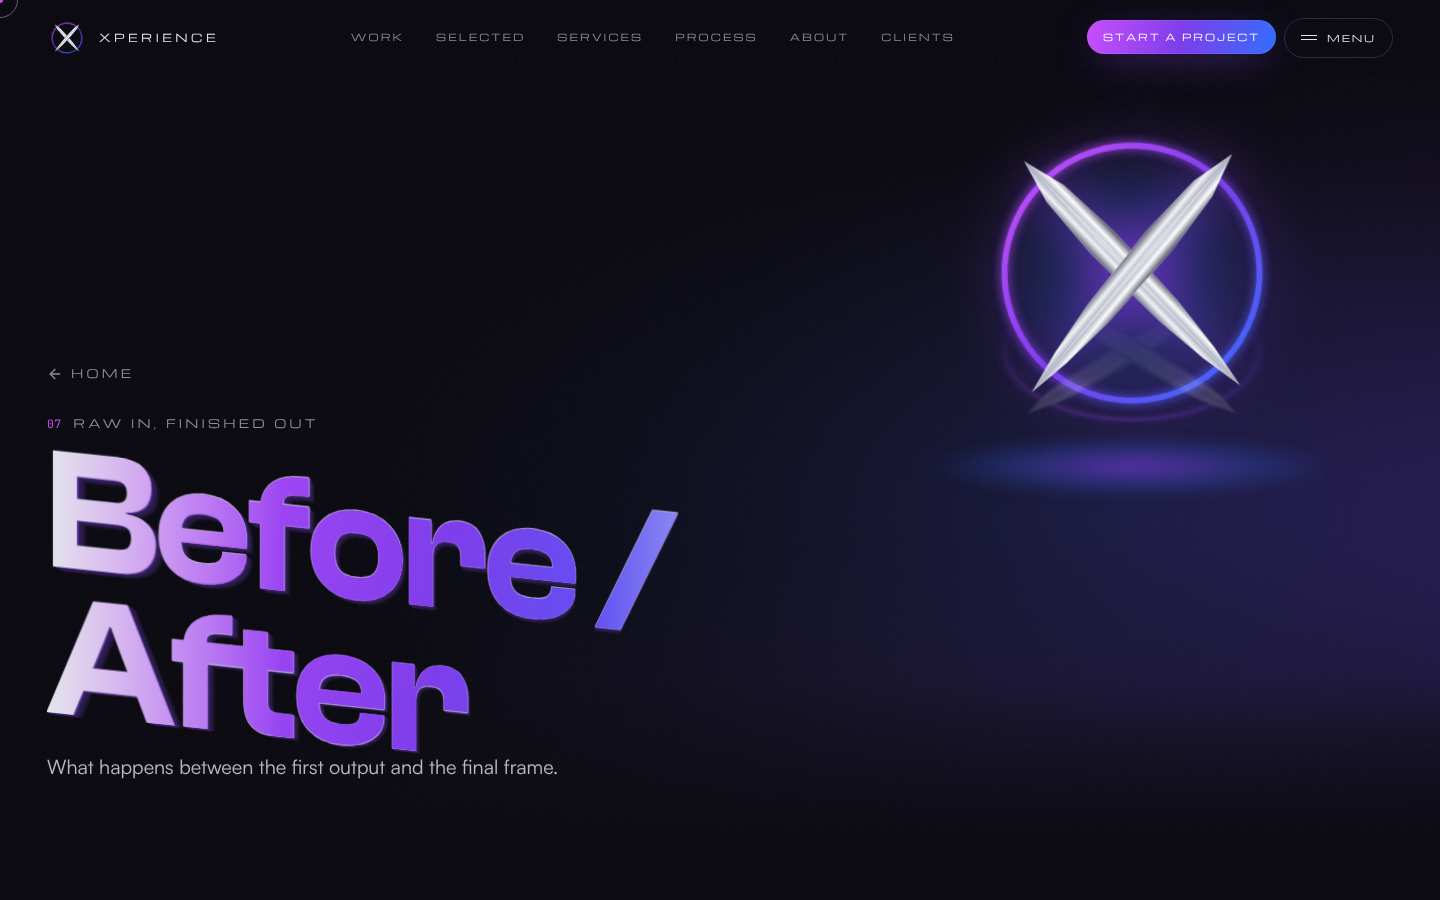 XPERIENCE
WORK
SELECTED
SERVICES
PROCESS
ABOUT
CLIENTS
START A PROJECT
MENU
← HOME
07 RAW IN, FINISHED OUT
Before /
After
What happens between the first output and the final frame.